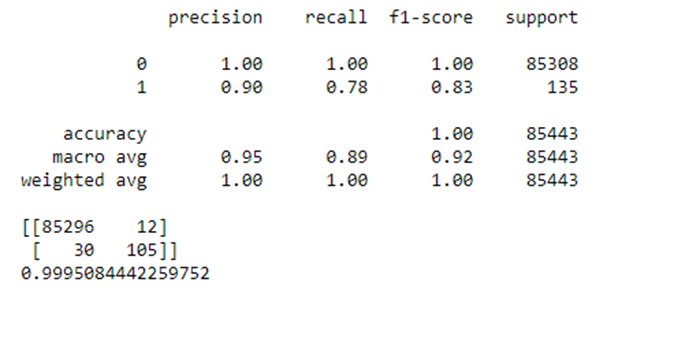 precision recall f1-score support
0 1.00 1.00 1.00 85308
1 0.90 0.78 0.83 135
accuracy 1.00 85443
macro avg 0.95 0.89 0.92 85443
weighted avg 1.00 1.00 1.00 85443
[[85296 12]
[ 30 105]]
0.9995084442259752